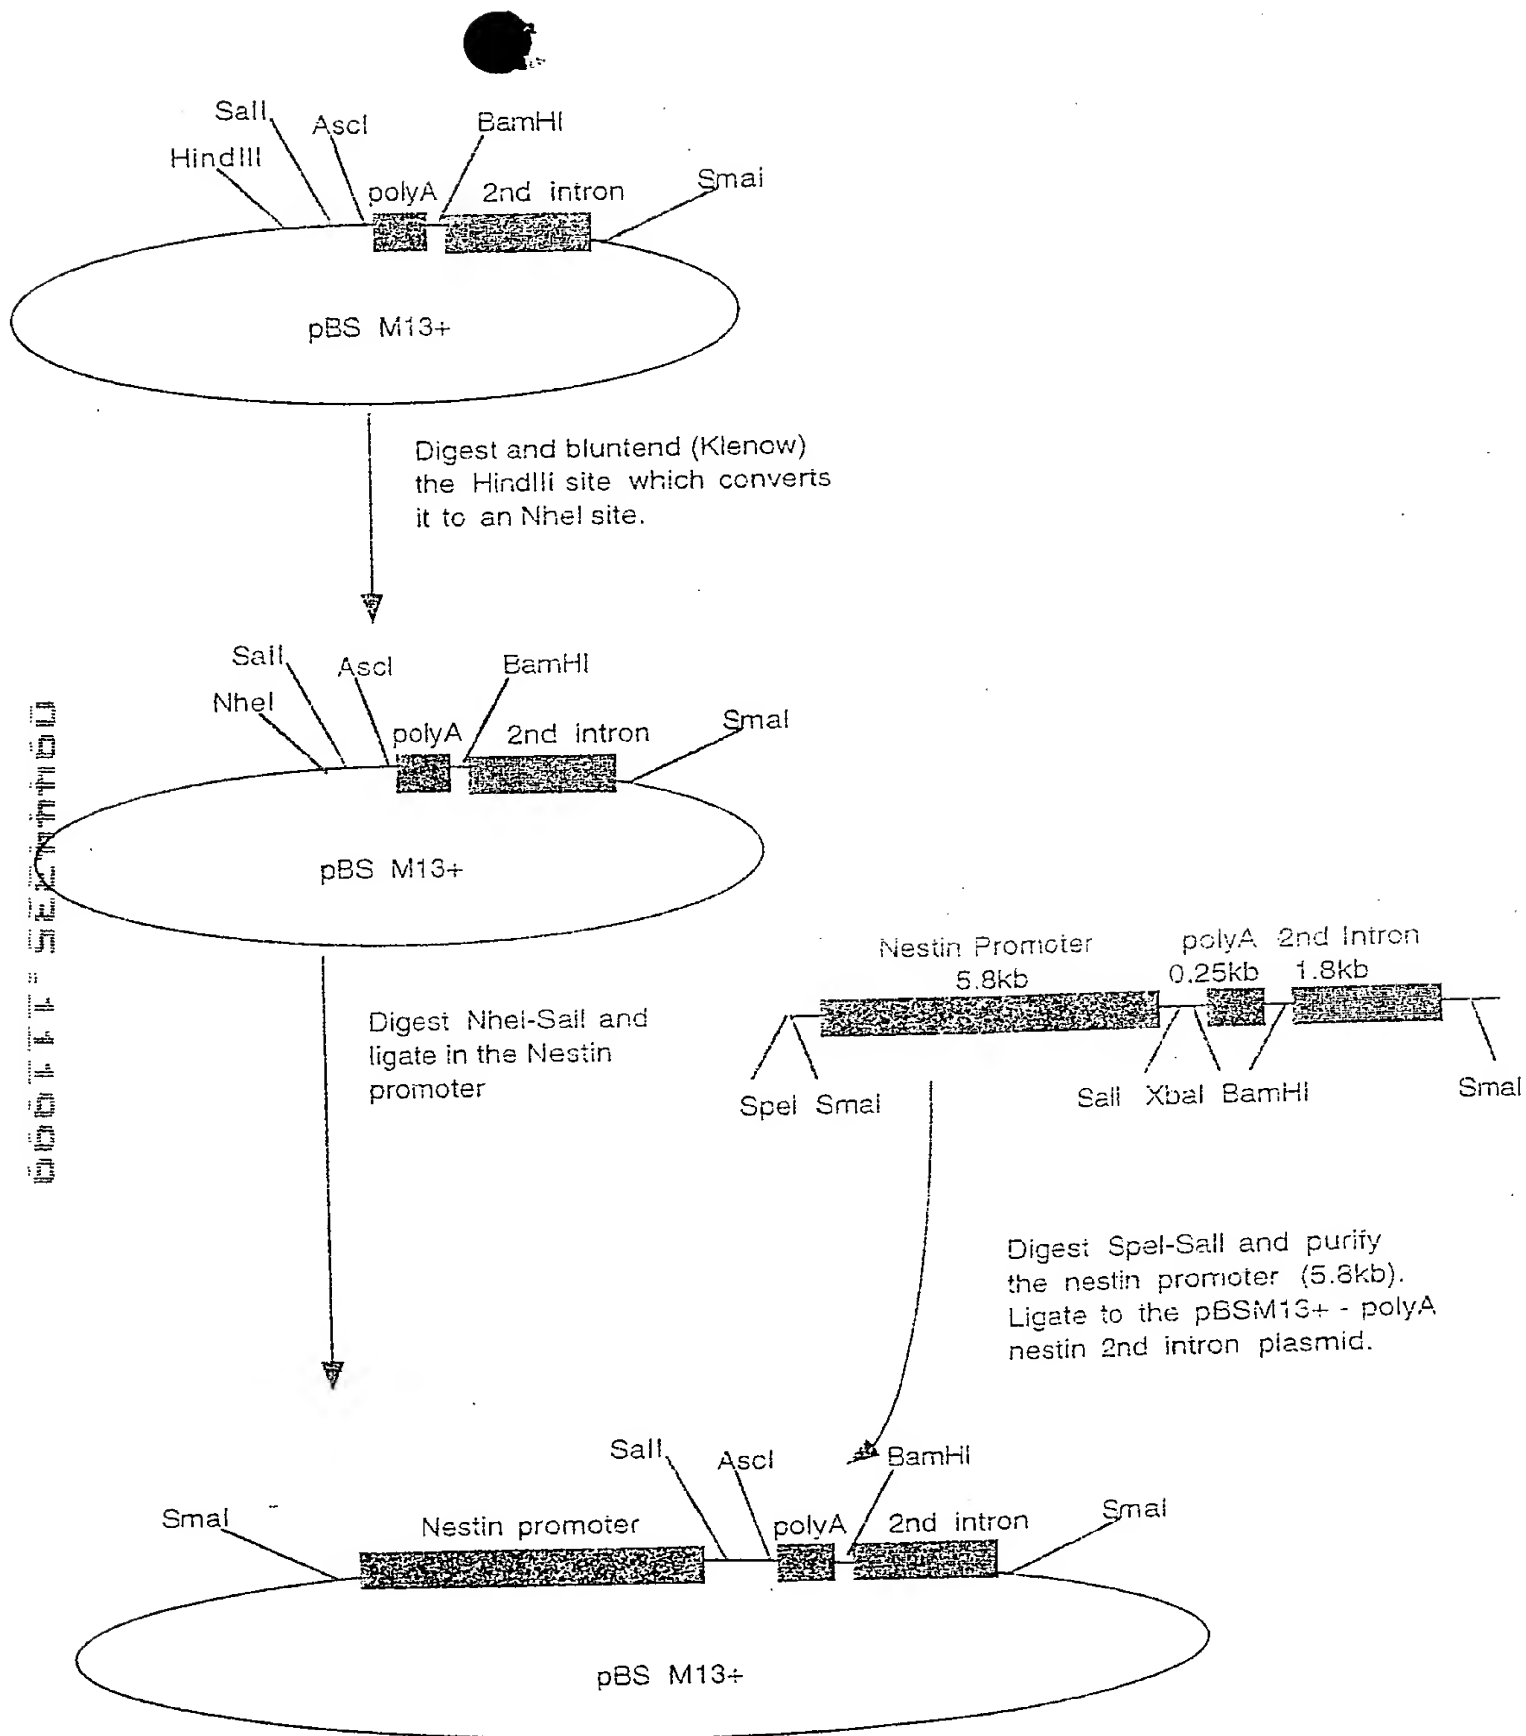 SalI
AscI
BamHI
HindIII
polyA
2nd intron
SmaI
pBS M13+
Digest and bluntend (Klenow)
the HindIII site which converts
it to an NheI site.
SalI
AscI
BamHI
NheI
polyA
2nd intron
SmaI
pBS M13+
Nestin Promoter
5.8kb
polyA
0.25kb
2nd Intron
1.8kb
Digest NheI-SalI and
ligate in the Nestin
promoter
SpeI SmaI
SalI XbaI BamHI
SmaI
Digest SpeI-SalI and purify
the nestin promoter (5.8kb).
Ligate to the pBSM13+ - polyA
nestin 2nd intron plasmid.
SalI
AscI
BamHI
SmaI
Nestin promoter
polyA
2nd intron
SmaI
pBS M13+